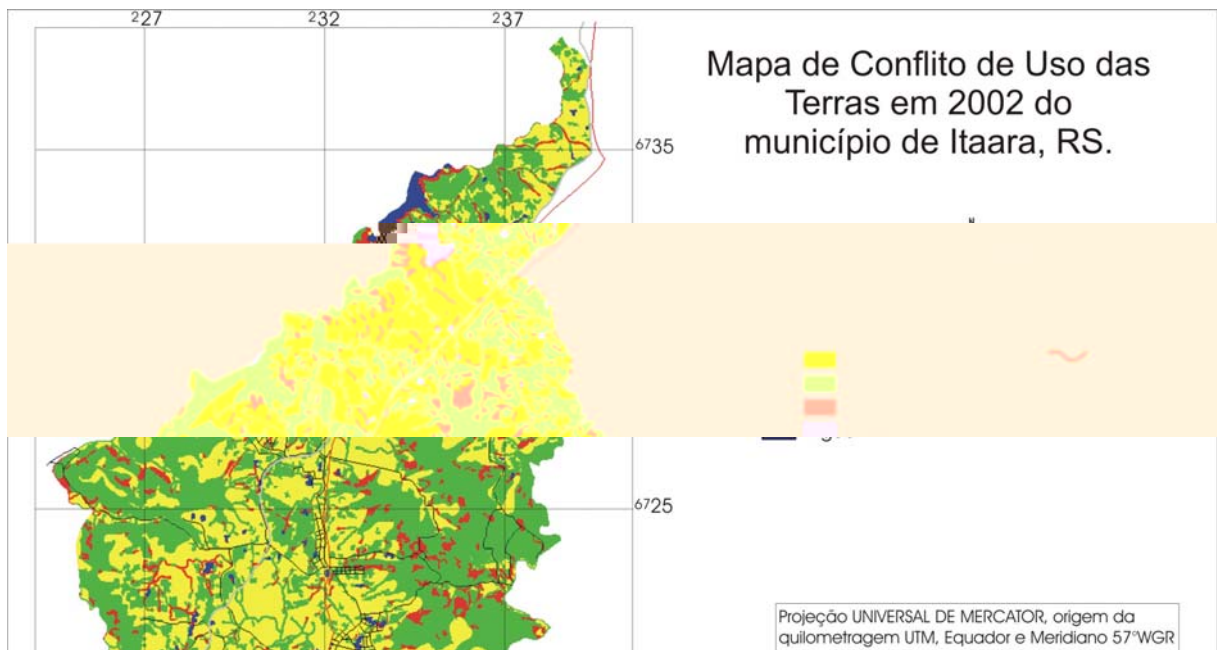 ²27 ²32 ²37
Mapa de Conflito de Uso das
Terras em 2002 do
município de Itaara, RS.
6735
N
6725
Projeção UNIVERSAL DE MERCATOR, origem da
quilometragem UTM, Equador e Meridiano 57°WGR